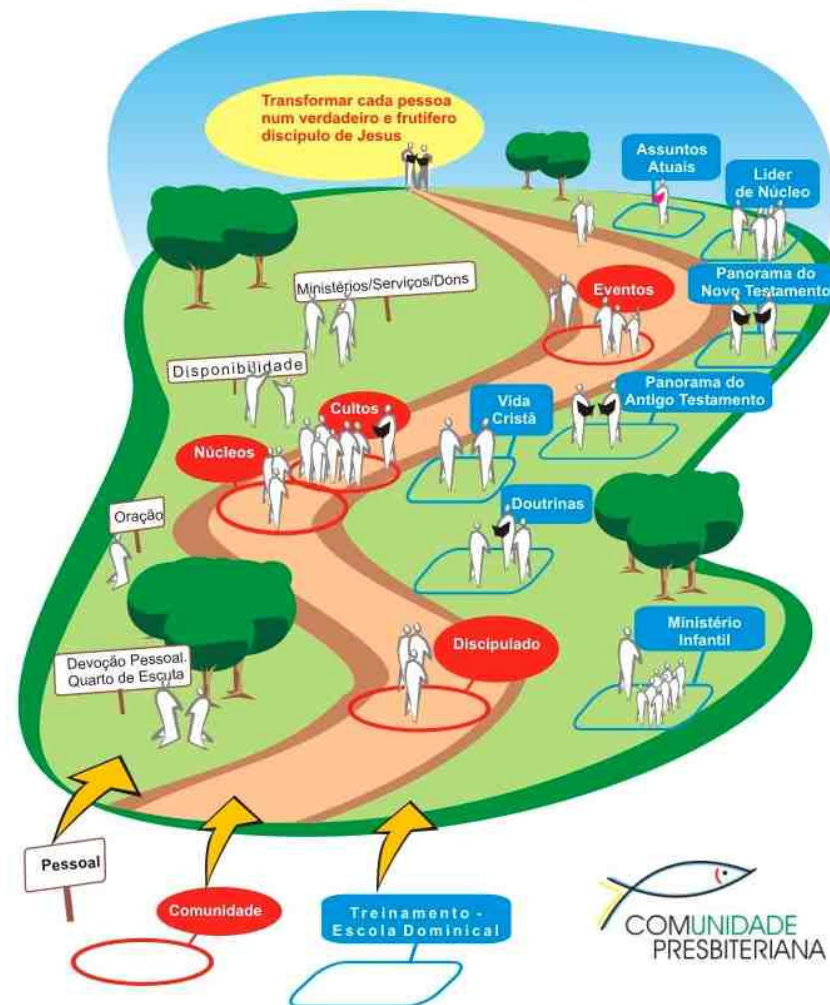 Transformar cada pessoa
num verdadeiro e frutífero
discípulo de Jesus
Assuntos
Atuais
Lider
de Núcleo
Ministérios/Serviços/Dons
Eventos
Panorama do
Novo Testamento
Disponibilidade
Cultos
Vida
Cristã
Panorama do
Antigo Testamento
Núcleos
Oração
Doutrinas
Devoção Pessoal.
Quarto de Escuta
Discipulado
Ministério
Infantil
Pessoal
Comunidade
Treinamento -
Escola Dominical
COMUNIDADE
PRESBITERIANA